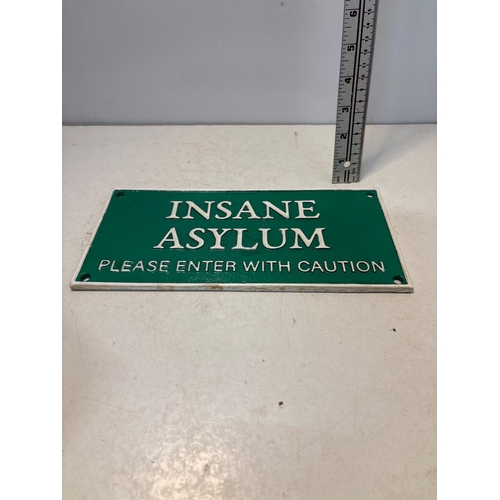 INSANE
ASYLUM
PLEASE ENTER WITH CAUTION